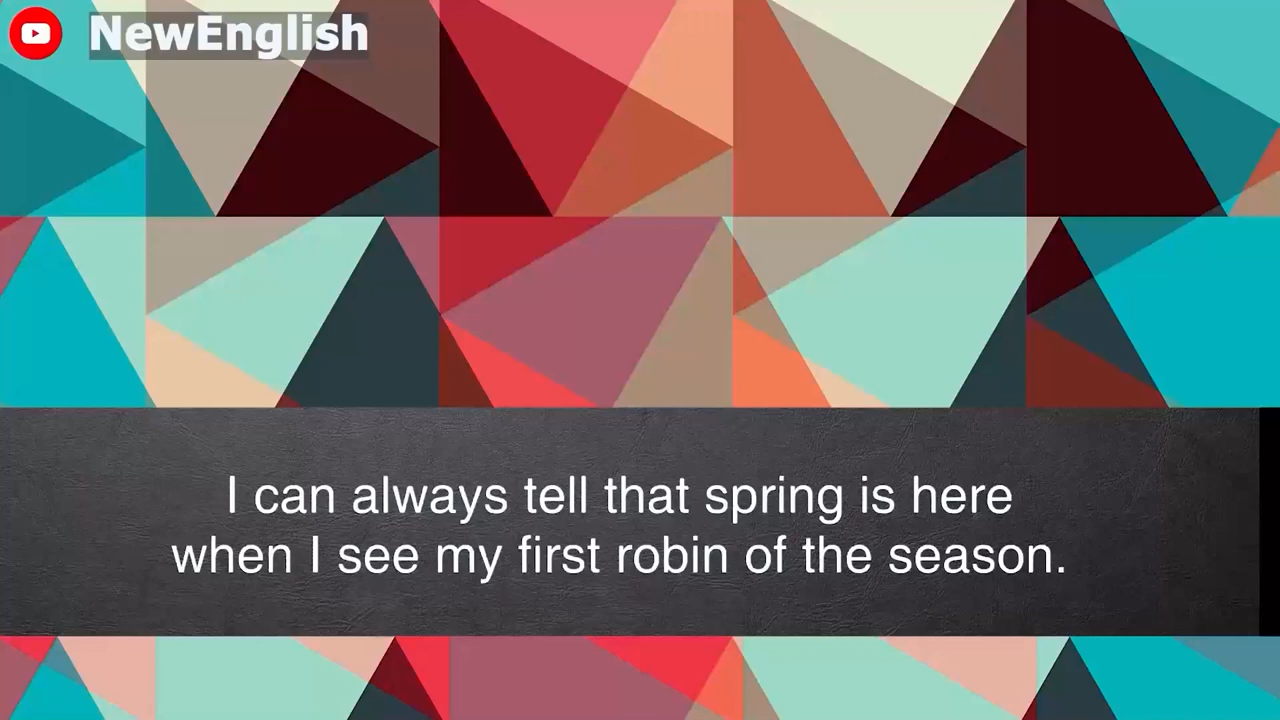 NewEnglish
I can always tell that spring is here
when I see my first robin of the season.